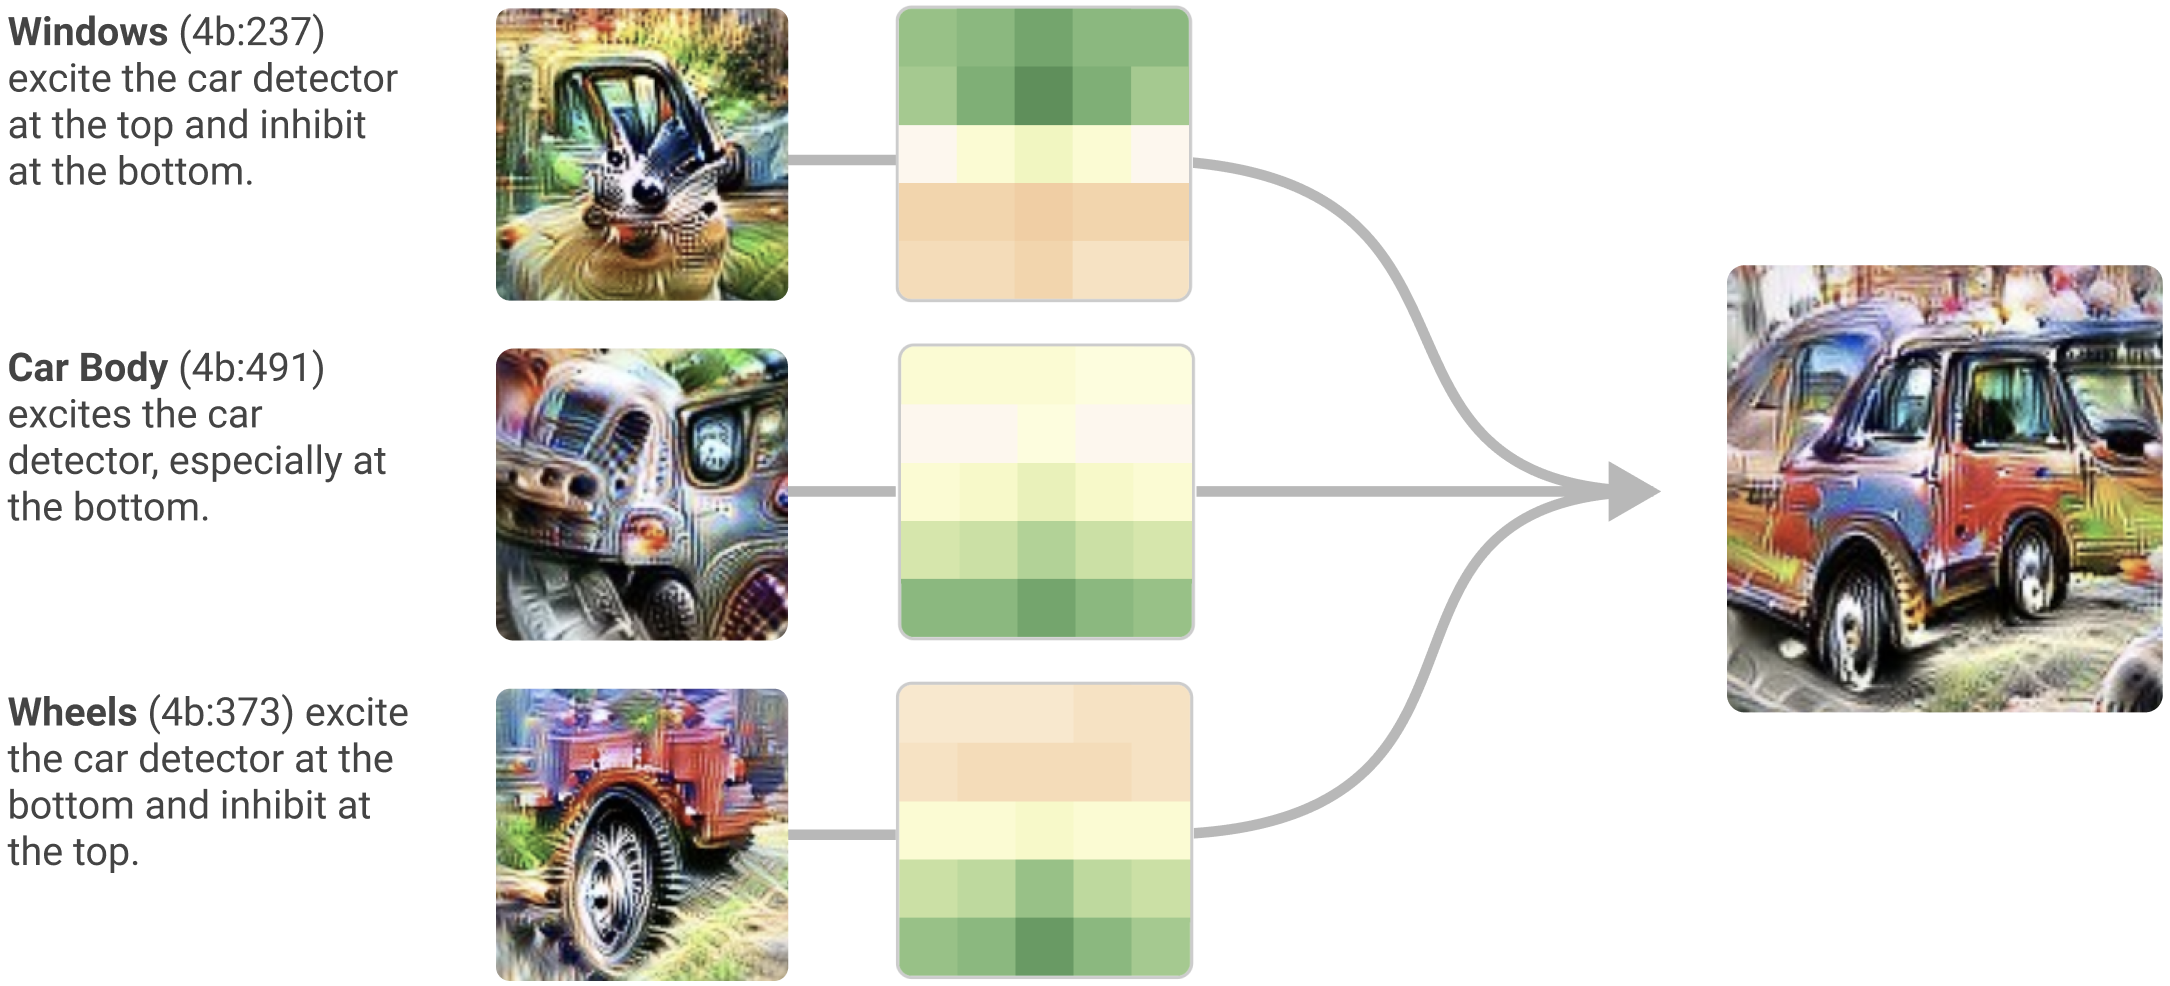 Windows (4b:237)
excite the car detector
at the top and inhibit
at the bottom.
Car Body (4b:491)
excites the car
detector, especially at
the bottom.
Wheels (4b:373) excite
the car detector at the
bottom and inhibit at
the top.